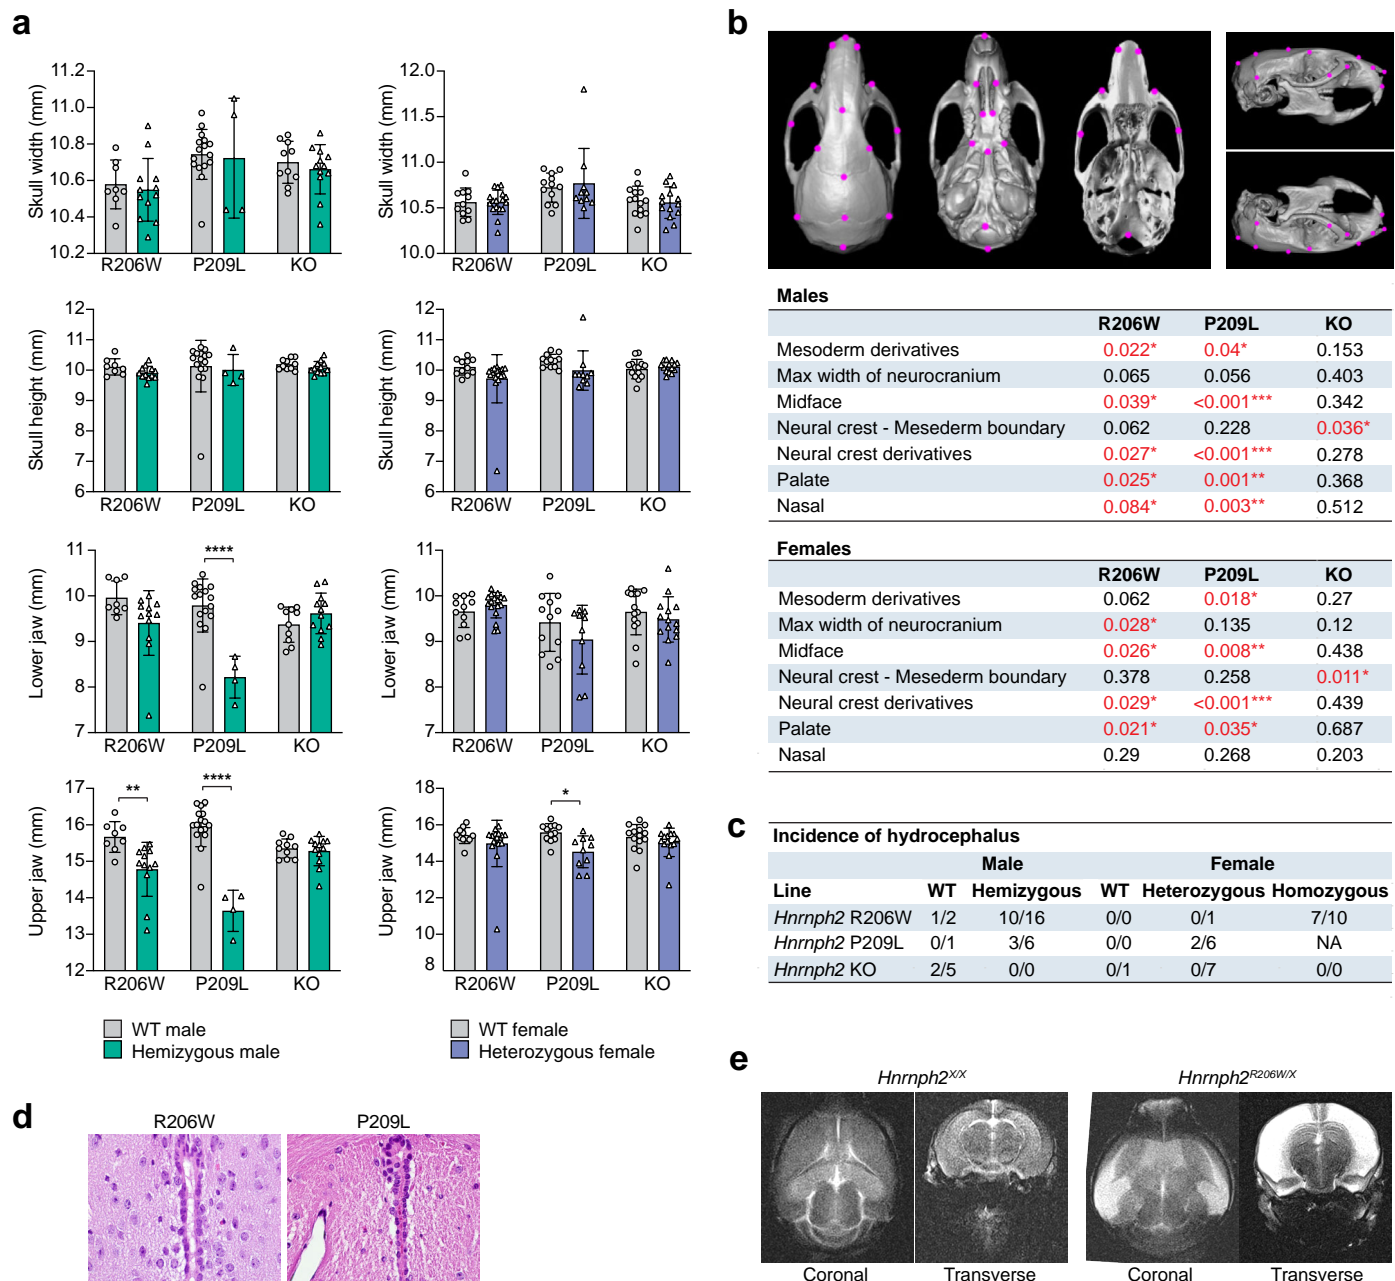 a
Skull width (mm)
11.2
11.0
10.8
10.6
10.4
10.2
R206W P209L KO
Skull width (mm)
12.0
11.5
11.0
10.5
10.0
R206W P209L KO
Skull height (mm)
12
11
10
9
8
7
6
R206W P209L KO
Skull height (mm)
12
11
10
9
8
7
6
R206W P209L KO
Lower jaw (mm)
11
10
9
8
7
****
R206W P209L KO
Lower jaw (mm)
11
10
9
8
7
R206W P209L KO
Upper jaw (mm)
17
16
15
14
13
12
** ****
R206W P209L KO
Upper jaw (mm)
18
16
14
12
10
8
*
R206W P209L KO
WT male
Hemizygous male
WT female
Heterozygous female
b
Males
R206W P209L KO
Mesoderm derivatives 0.022* 0.04* 0.153
Max width of neurocranium 0.065 0.056 0.403
Midface 0.039* <0.001*** 0.342
Neural crest - Mesederm boundary 0.062 0.228 0.036*
Neural crest derivatives 0.027* <0.001*** 0.278
Palate 0.025* 0.001** 0.368
Nasal 0.084* 0.003** 0.512
Females
R206W P209L KO
Mesoderm derivatives 0.062 0.018* 0.27
Max width of neurocranium 0.028* 0.135 0.12
Midface 0.026* 0.008** 0.438
Neural crest - Mesederm boundary 0.378 0.258 0.011*
Neural crest derivatives 0.029* <0.001*** 0.439
Palate 0.021* 0.035* 0.687
Nasal 0.29 0.268 0.203
c
Incidence of hydrocephalus
Male Female
Line WT Hemizygous WT Heterozygous Homozygous
Hnrnph2 R206W 1/2 10/16 0/0 0/1 7/10
Hnrnph2 P209L 0/1 3/6 0/0 2/6 NA
Hnrnph2 KO 2/5 0/0 0/1 0/7 0/0
d
R206W P209L
e
Hnrnph2X/X Hnrnph2R206W/X
Coronal Transverse Coronal Transverse